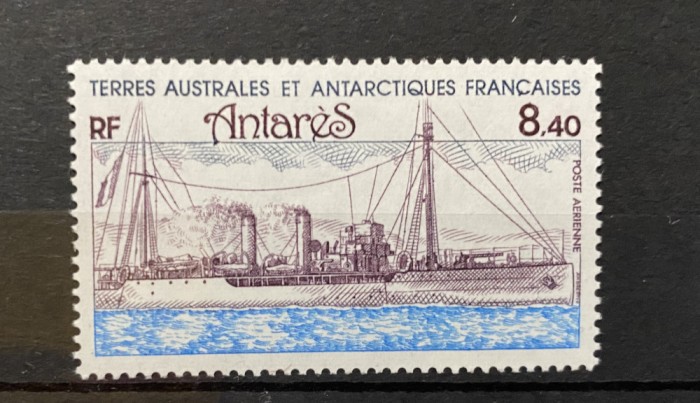 TERRES AUSTRALES ET ANTARCTIQUES FRANÇAISES
RF Antarès 8,40
POSTE AERIENNE